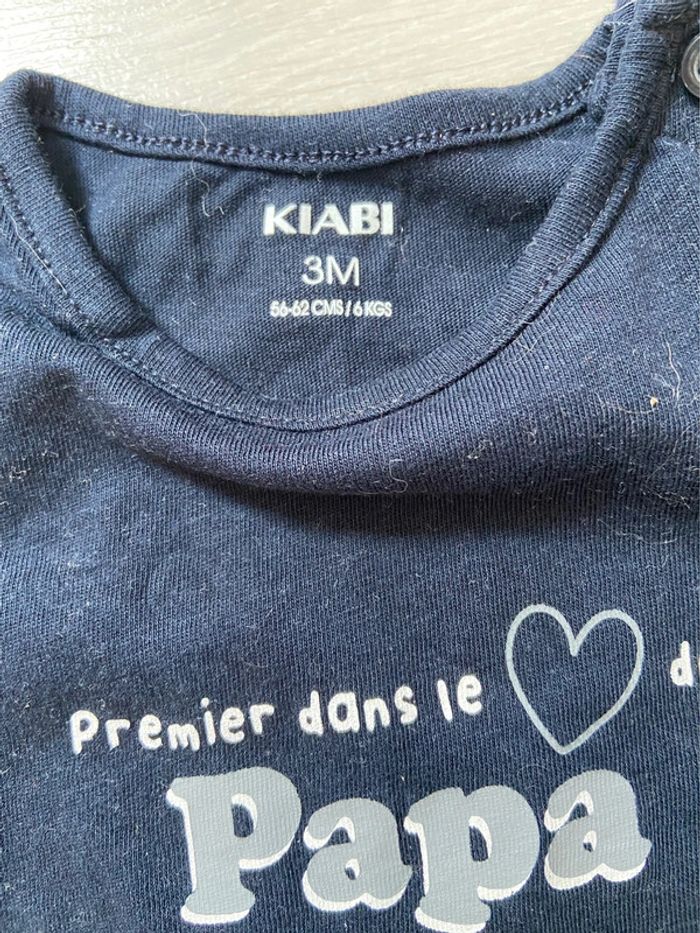 KIABI
3M
56-62 CMS / 6 KGS
Premier dans le d
Papa